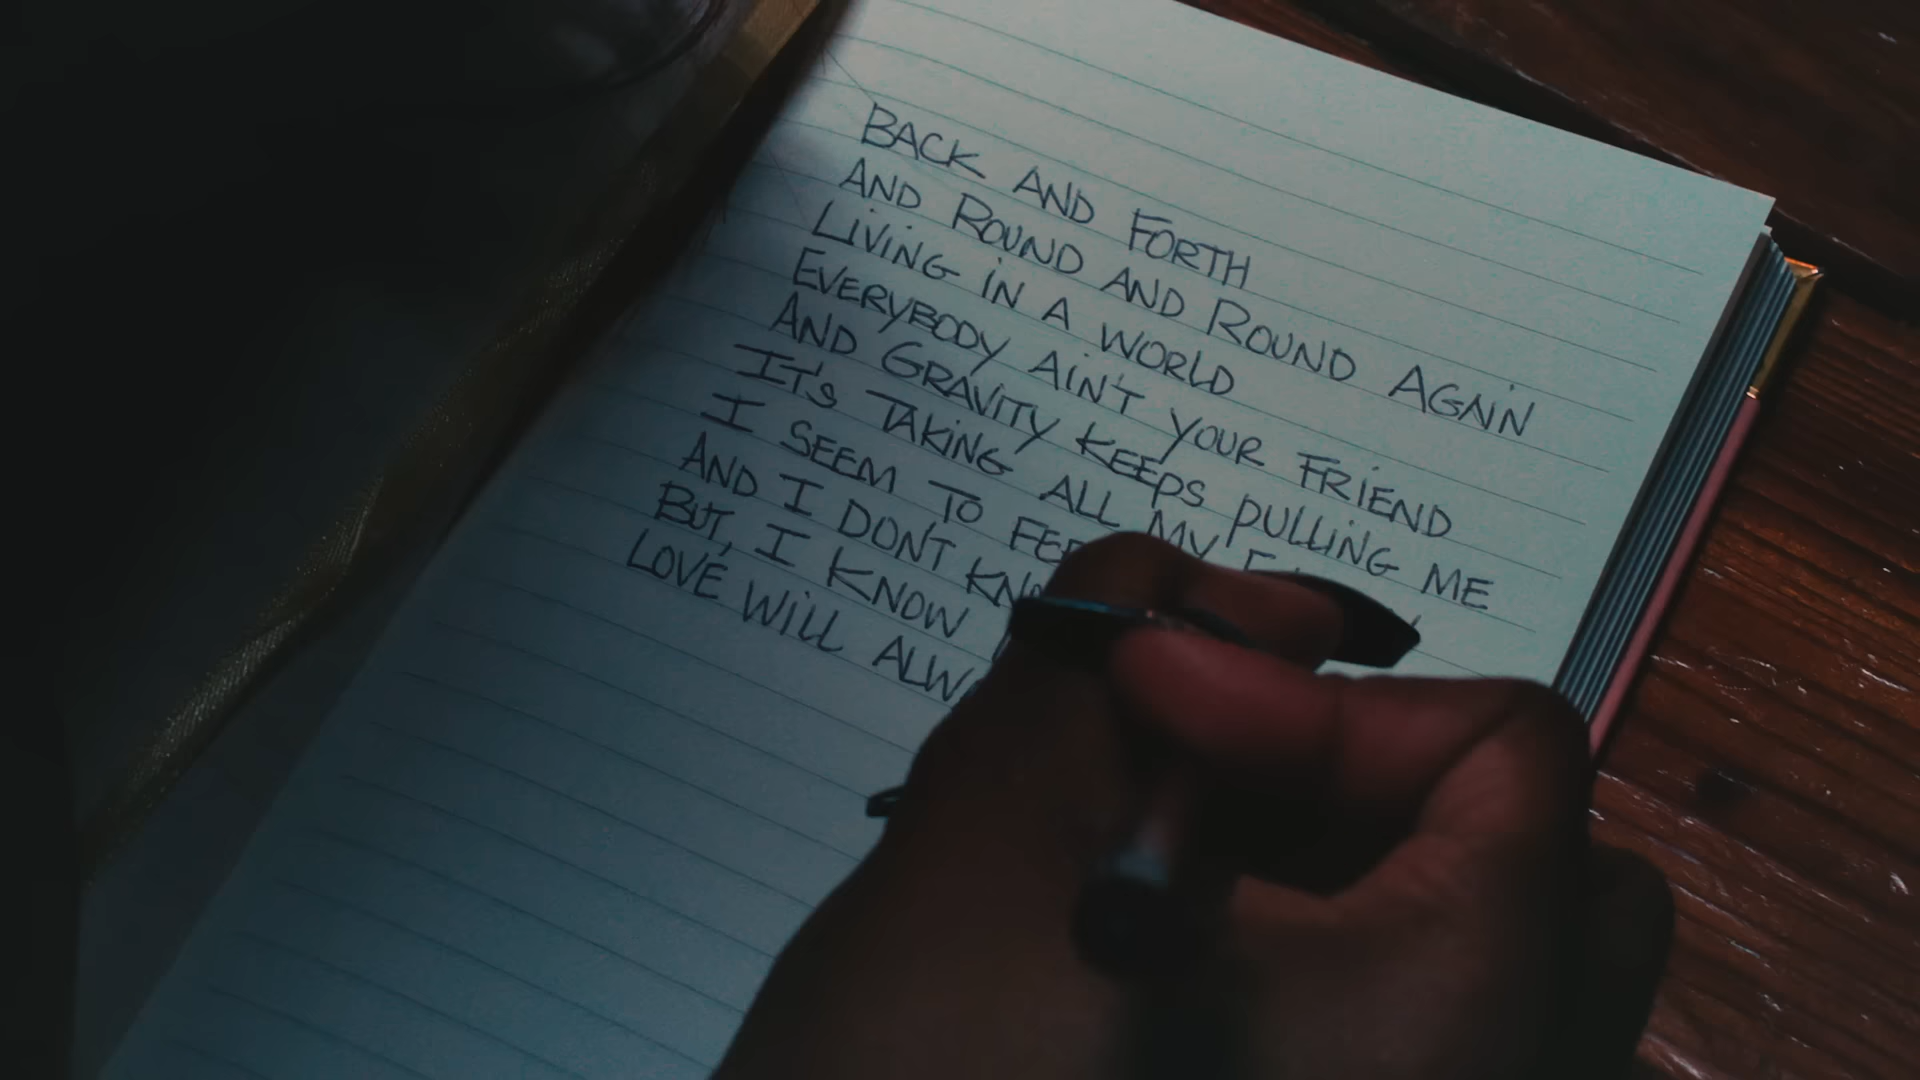 BACK AND FORTH
AND ROUND AND ROUND AGAIN
LIVING IN A WORLD
EVERYBODY AIN'T YOUR FRIEND
AND GRAVITY KEEPS PULLING ME
IT'S TAKING ALL MY
I SEEM TO
AND I DON'T
BUT, I KNOW
LOVE WILL